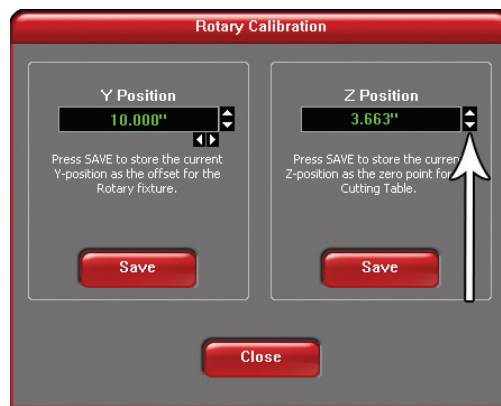 Rotary Calibration
Y Position
10.000"
Press SAVE to store the current
Y-position as the offset for the
Rotary fixture.
Save
Z Position
3.663"
Press SAVE to store the
Z-position as the zero point for
Cutting Table.
Save
Close